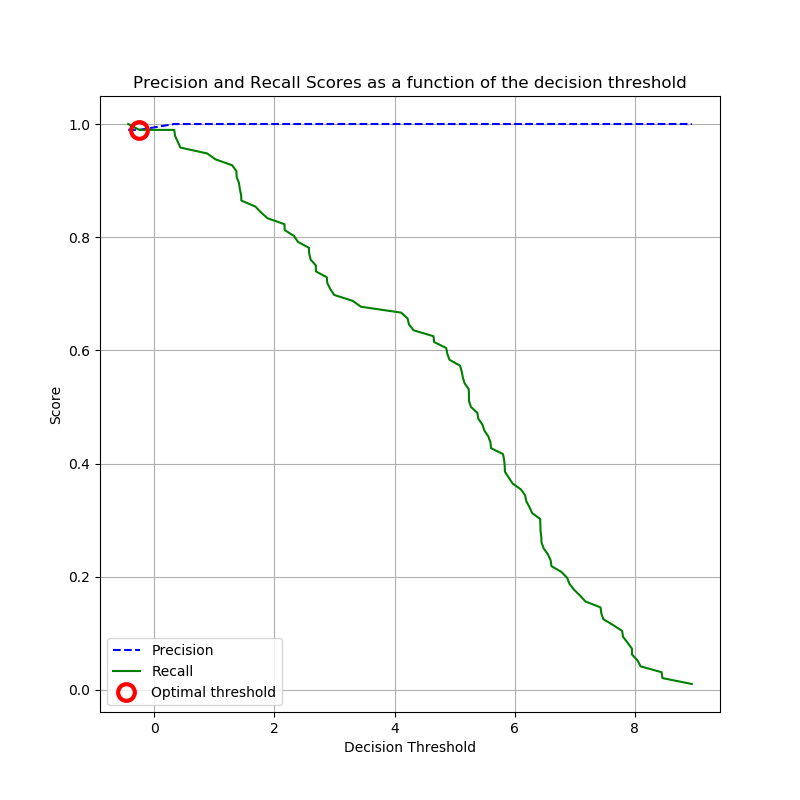 Precision and Recall Scores as a function of the decision threshold
1.0
0.8
0.6
0.4
0.2
0.0
Score
Precision
Recall
Optimal threshold
0 2 4 6 8
Decision Threshold